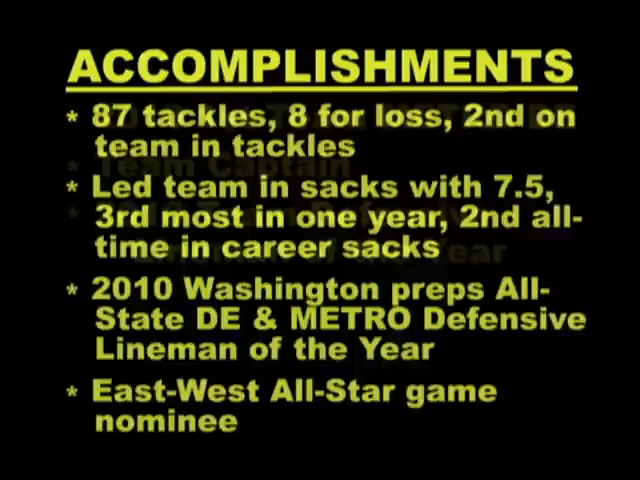 ACCOMPLISHMENTS
* 87 tackles, 8 for loss, 2nd on
team in tackles
* Led team in sacks with 7.5,
3rd most in one year, 2nd all-
time in career sacks
* 2010 Washington preps All-
State DE & METRO Defensive
Lineman of the Year
* East-West All-Star game
nominee